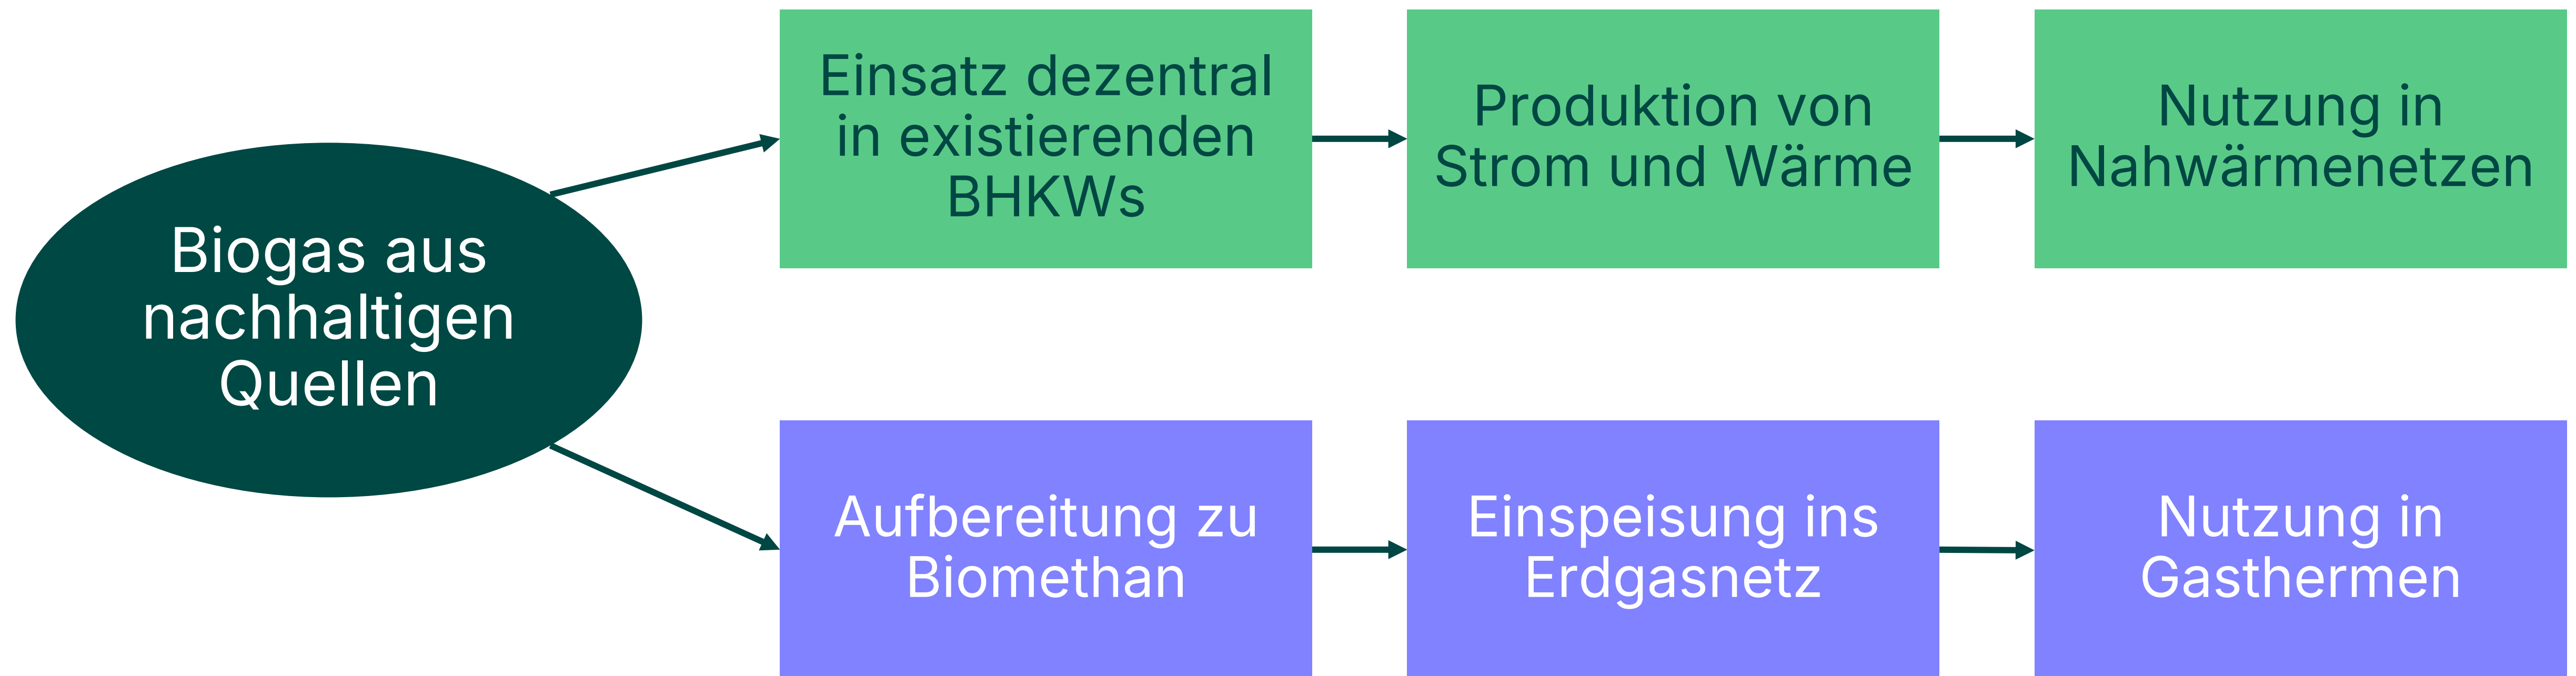 Biogas aus
nachhaltigen
Quellen
Einsatz dezentral
in existierenden
BHKWs
Produktion von
Strom und Wärme
Nutzung in
Nahwärmenetzen
Aufbereitung zu
Biomethan
Einspeisung ins
Erdgasnetz
Nutzung in
Gasthermen